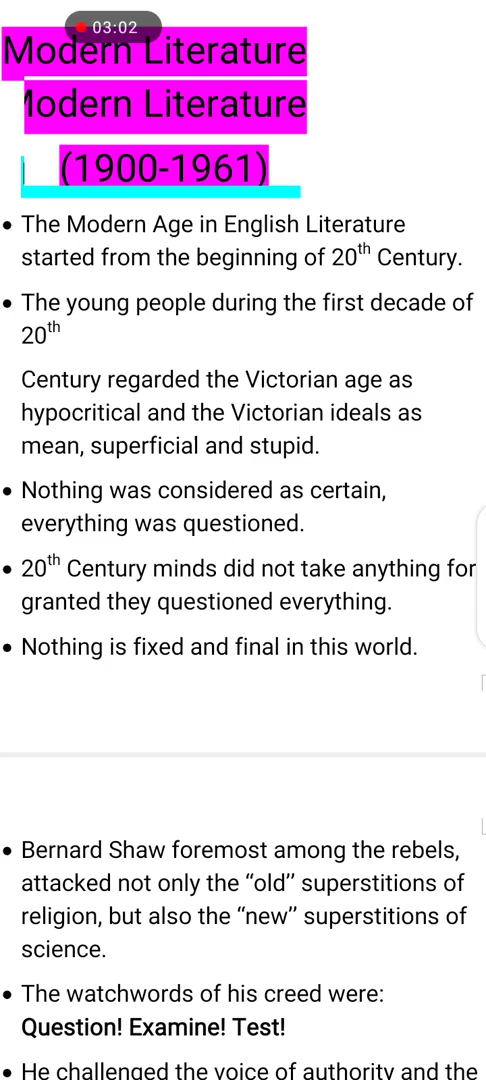 03:02
Modern Literature
Modern Literature
(1900-1961)
• The Modern Age in English Literature
started from the beginning of 20th Century.
• The young people during the first decade of
20th
Century regarded the Victorian age as
hypocritical and the Victorian ideals as
mean, superficial and stupid.
• Nothing was considered as certain,
everything was questioned.
• 20th Century minds did not take anything for
granted they questioned everything.
• Nothing is fixed and final in this world.
• Bernard Shaw foremost among the rebels,
attacked not only the “old” superstitions of
religion, but also the “new” superstitions of
science.
• The watchwords of his creed were:
Question! Examine! Test!
• He challenged the voice of authority and the